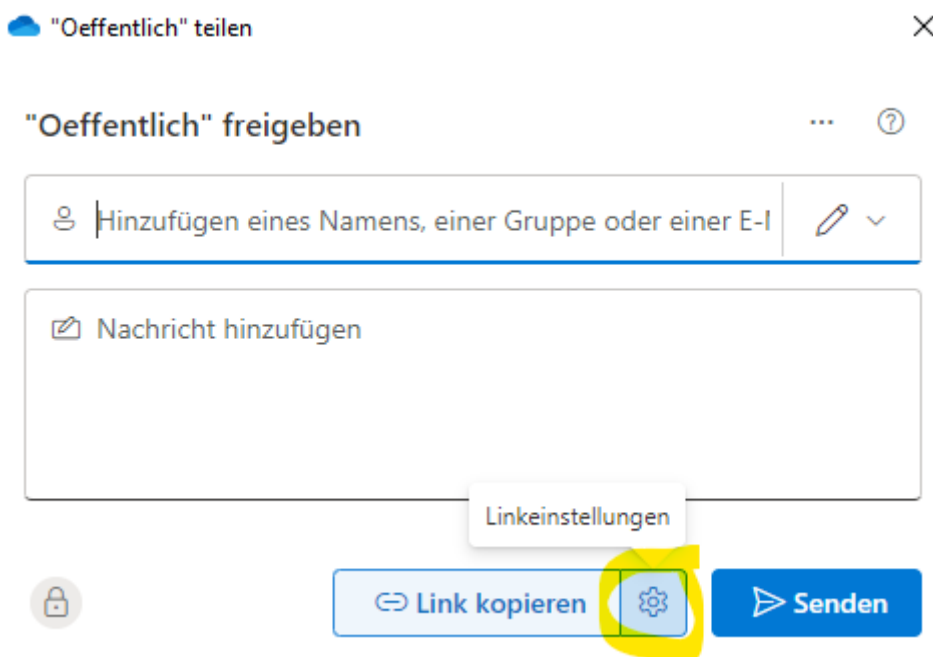 "Oeffentlich" teilen
"Oeffentlich" freigeben
Hinzufügen eines Namens, einer Gruppe oder einer
Nachricht hinzufügen
Linkeinstellungen
Link kopieren
Senden